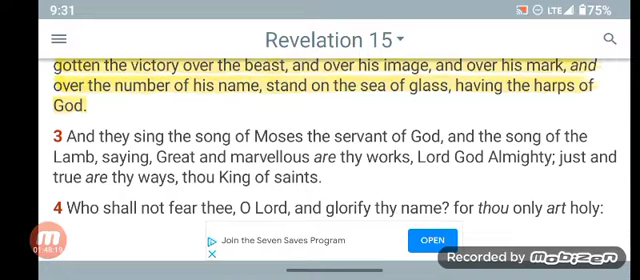 9:31
LTE 75%
Revelation 15
gotten the victory over the beast, and over his image, and over his mark, and
over the number of his name, stand on the sea of glass, having the harps of
God.
3 And they sing the song of Moses the servant of God, and the song of the
Lamb, saying, Great and marvellous are thy works, Lord God Almighty; just and
true are thy ways, thou King of saints.
4 Who shall not fear thee, O Lord, and glorify thy name? for thou only art holy:
01:48:19
Join the Seven Saves Program
OPEN
Recorded by mobizen